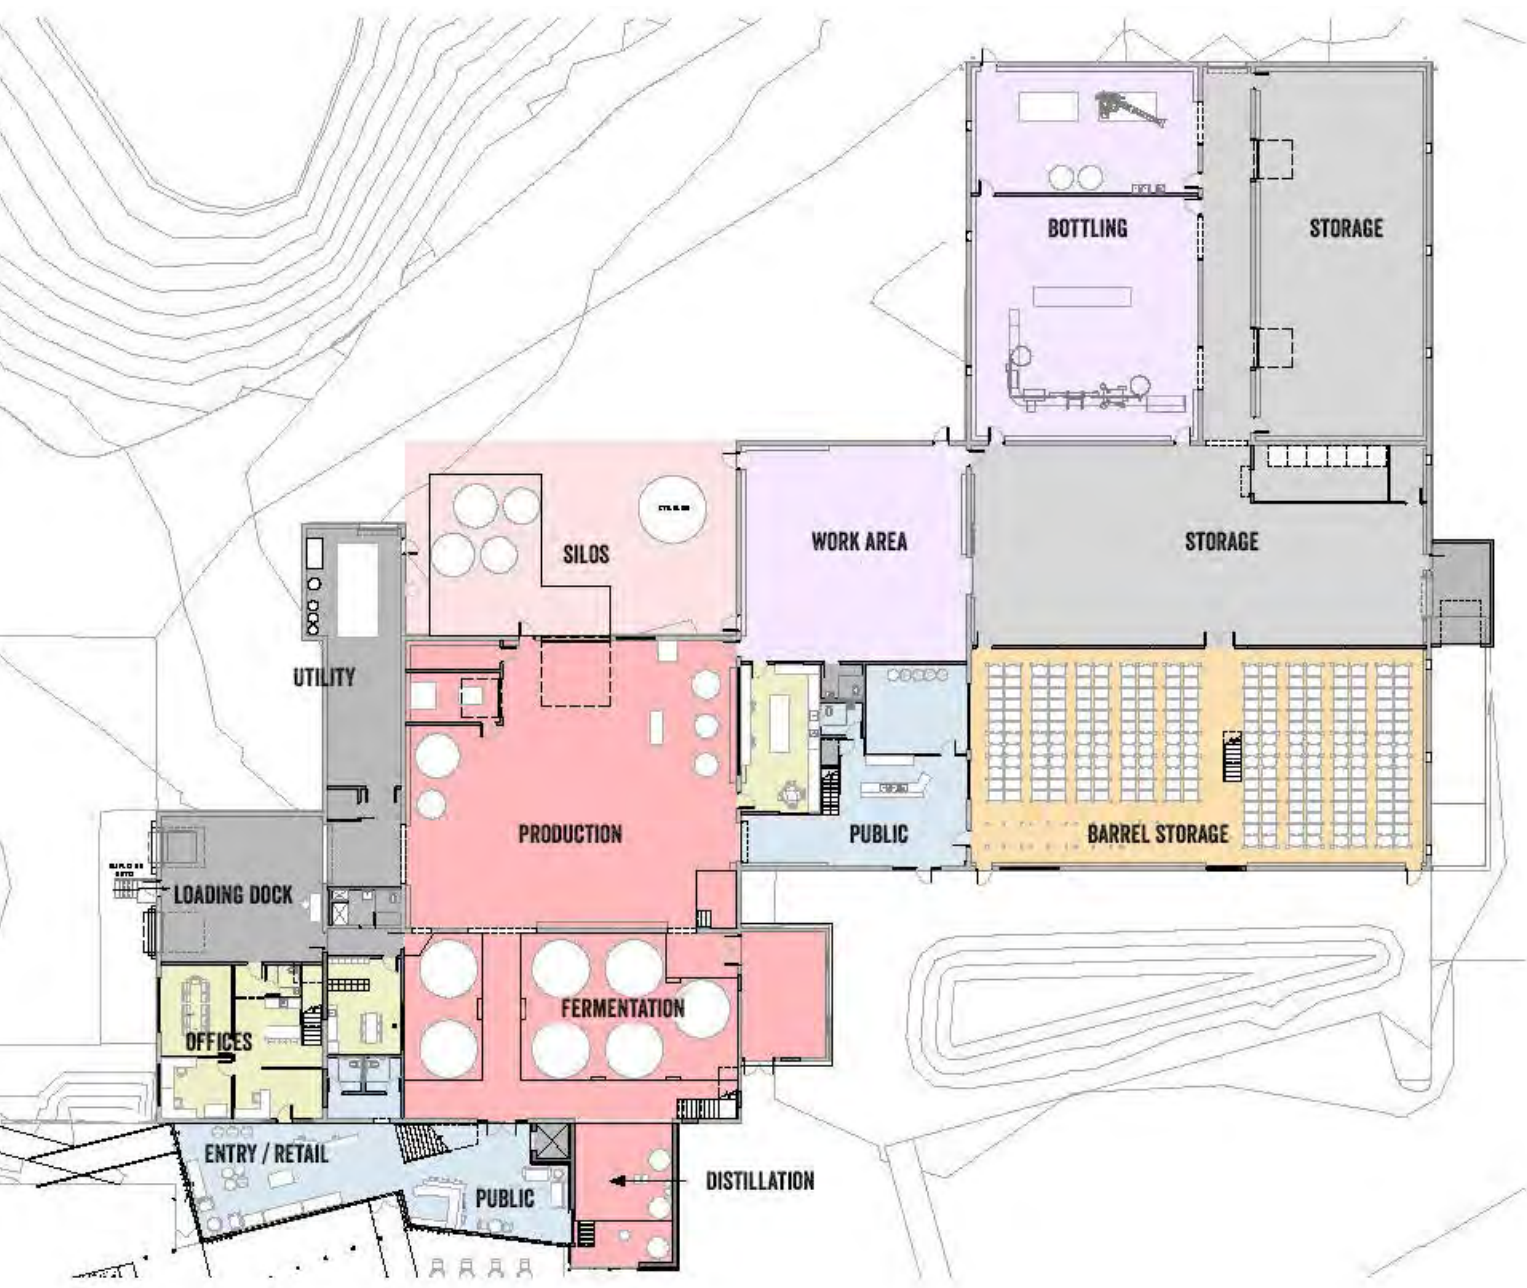 BOTTLING
STORAGE
SILOS
WORK AREA
STORAGE
UTILITY
PRODUCTION
PUBLIC
BARREL STORAGE
LOADING DOCK
FERMENTATION
OFFICES
ENTRY / RETAIL
PUBLIC
DISTILLATION